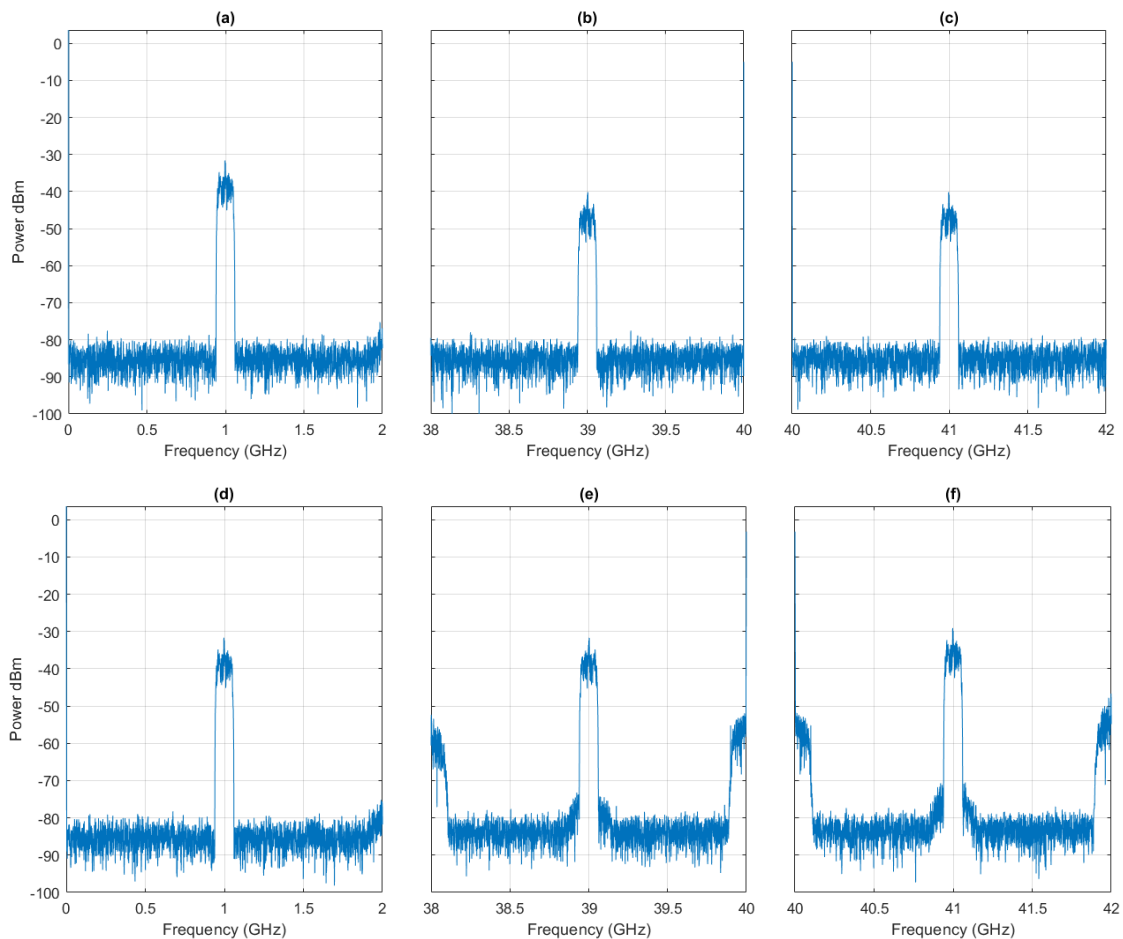 (a)
(b)
(c)
0
-10
-20
-30
-40
-50
-60
-70
-80
-90
-100
Power dBm
0 0.5 1 1.5 2
38 38.5 39 39.5 40
40 40.5 41 41.5 42
Frequency (GHz)
Frequency (GHz)
Frequency (GHz)
(d)
(e)
(f)
0
-10
-20
-30
-40
-50
-60
-70
-80
-90
-100
Power dBm
0 0.5 1 1.5 2
38 38.5 39 39.5 40
40 40.5 41 41.5 42
Frequency (GHz)
Frequency (GHz)
Frequency (GHz)